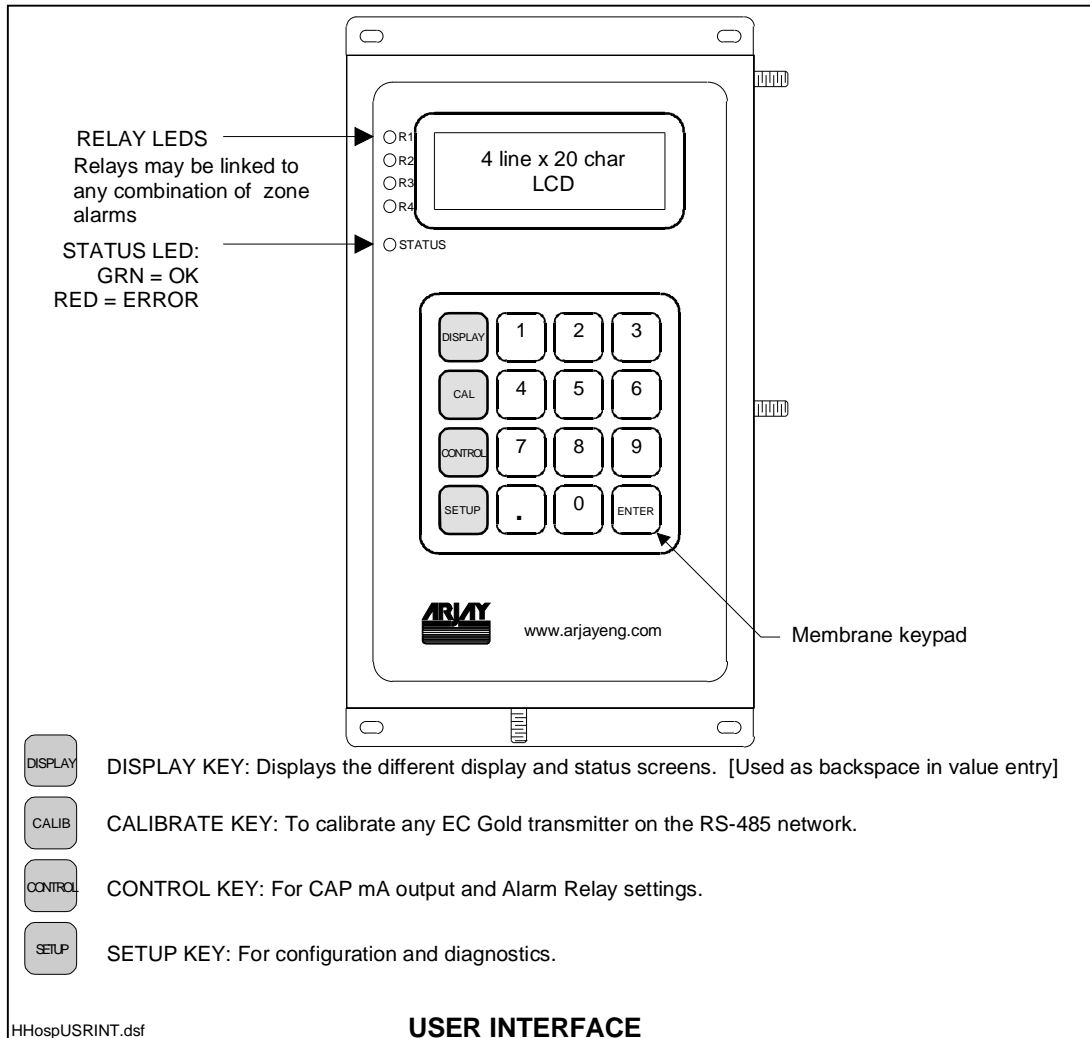 RELAY LEDS
Relays may be linked to
any combination of zone
alarms
STATUS LED:
GRN = OK
RED = ERROR
R1
R2
R3
R4
STATUS
4 line x 20 char
LCD
DISPLAY 1 2 3
CAL 4 5 6
CONTROL 7 8 9
SETUP . 0 ENTER
ARJAY
www.arjayeng.com
Membrane keypad
DISPLAY DISPLAY KEY: Displays the different display and status screens. [Used as backspace in value entry]
CALIB CALIBRATE KEY: To calibrate any EC Gold transmitter on the RS-485 network.
CONTROL CONTROL KEY: For CAP mA output and Alarm Relay settings.
SETUP SETUP KEY: For configuration and diagnostics.
HHospUSRINT.dsf
USER INTERFACE